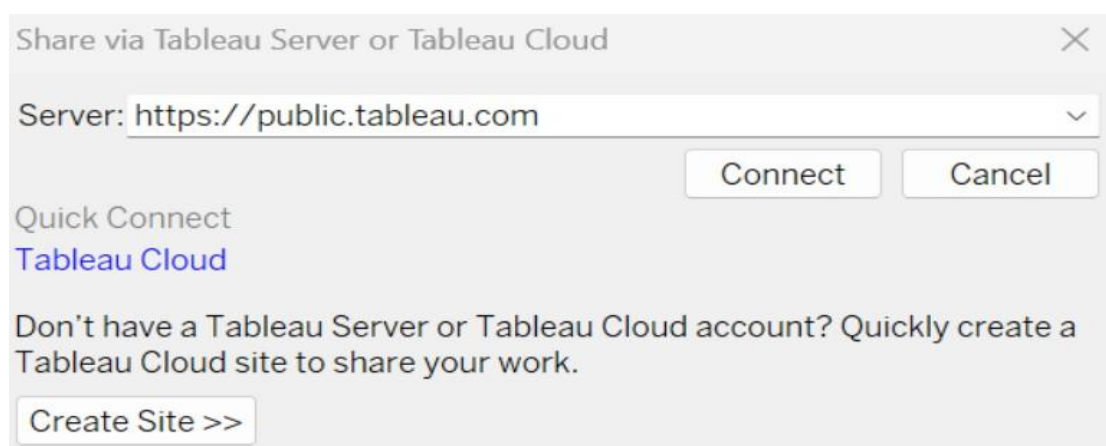 Share via Tableau Server or Tableau Cloud
Server: https://public.tableau.com
Connect Cancel
Quick Connect
Tableau Cloud
Don't have a Tableau Server or Tableau Cloud account? Quickly create a
Tableau Cloud site to share your work.
Create Site >>